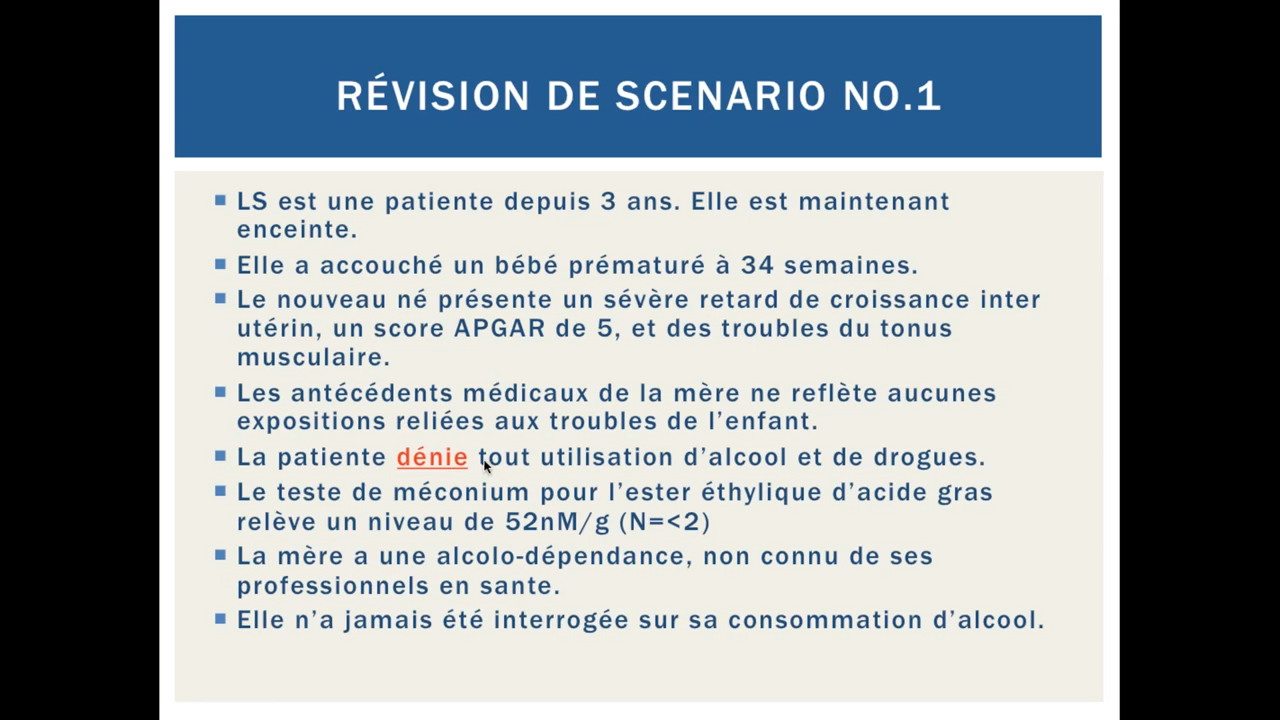 RÉVISION DE SCENARIO NO.1
LS est une patiente depuis 3 ans. Elle est maintenant
enceinte.
Elle a accouché un bébé prématuré à 34 semaines.
Le nouveau né présente un sévère retard de croissance inter
utérin, un score APGAR de 5, et des troubles du tonus
musculaire.
Les antécédents médicaux de la mère ne reflète aucunes
expositions reliées aux troubles de l'enfant.
La patiente dénie tout utilisation d'alcool et de drogues.
Le teste de méconium pour l'ester éthylique d'acide gras
relève un niveau de 52nM/g (N=<2)
La mère a une alcolo-dépendance, non connu de ses
professionnels en sante.
Elle n'a jamais été interrogée sur sa consommation d'alcool.